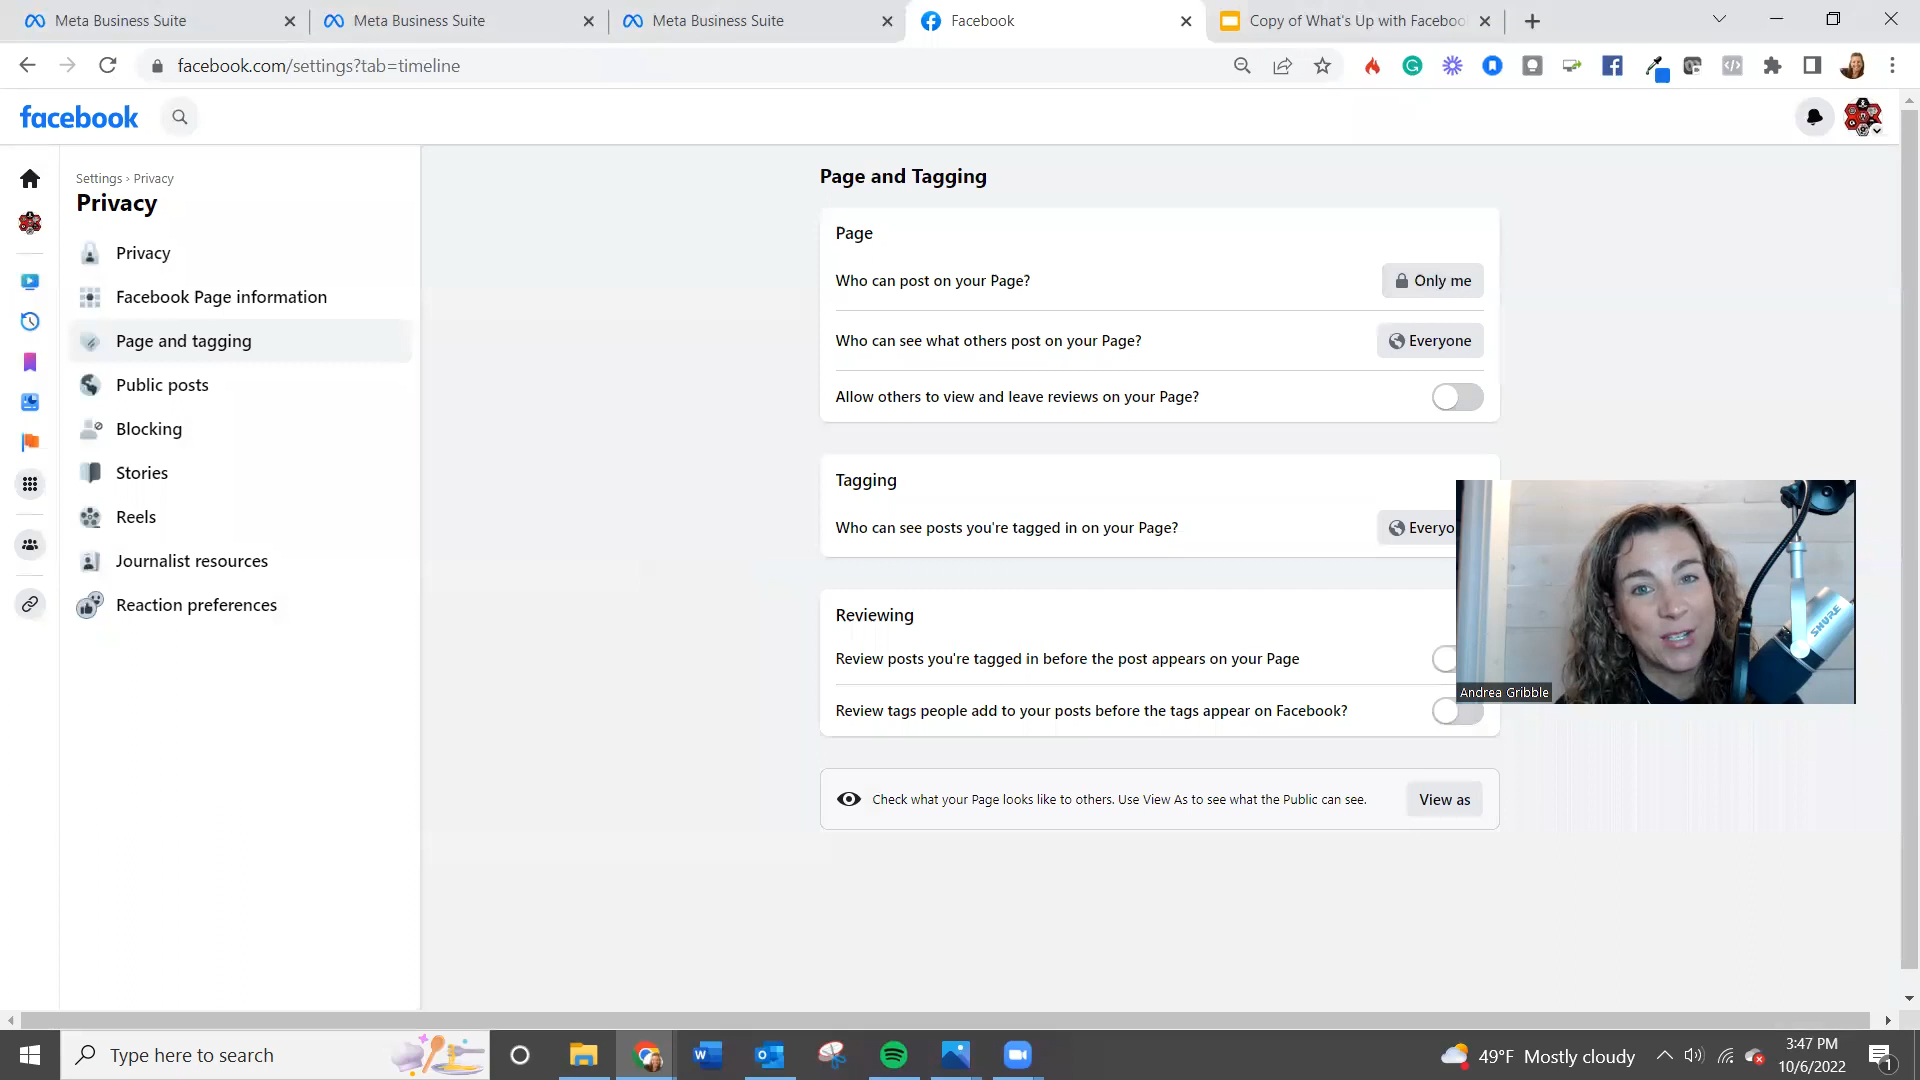 Meta Business Suite
Meta Business Suite
Meta Business Suite
Facebook
Copy of What's Up with Faceboo
facebook.com/settings?tab=timeline
facebook
Settings › Privacy
Privacy
Privacy
Facebook Page information
Page and tagging
Public posts
Blocking
Stories
Reels
Journalist resources
Reaction preferences
Page and Tagging
Page
Who can post on your Page?
Only me
Who can see what others post on your Page?
Everyone
Allow others to view and leave reviews on your Page?
Tagging
Who can see posts you're tagged in on your Page?
Everyo
Reviewing
Review posts you're tagged in before the post appears on your Page
Review tags people add to your posts before the tags appear on Facebook?
Check what your Page looks like to others. Use View As to see what the Public can see.
View as
SHURE
Andrea Gribble
Type here to search
49°F Mostly cloudy
3:47 PM
10/6/2022
1